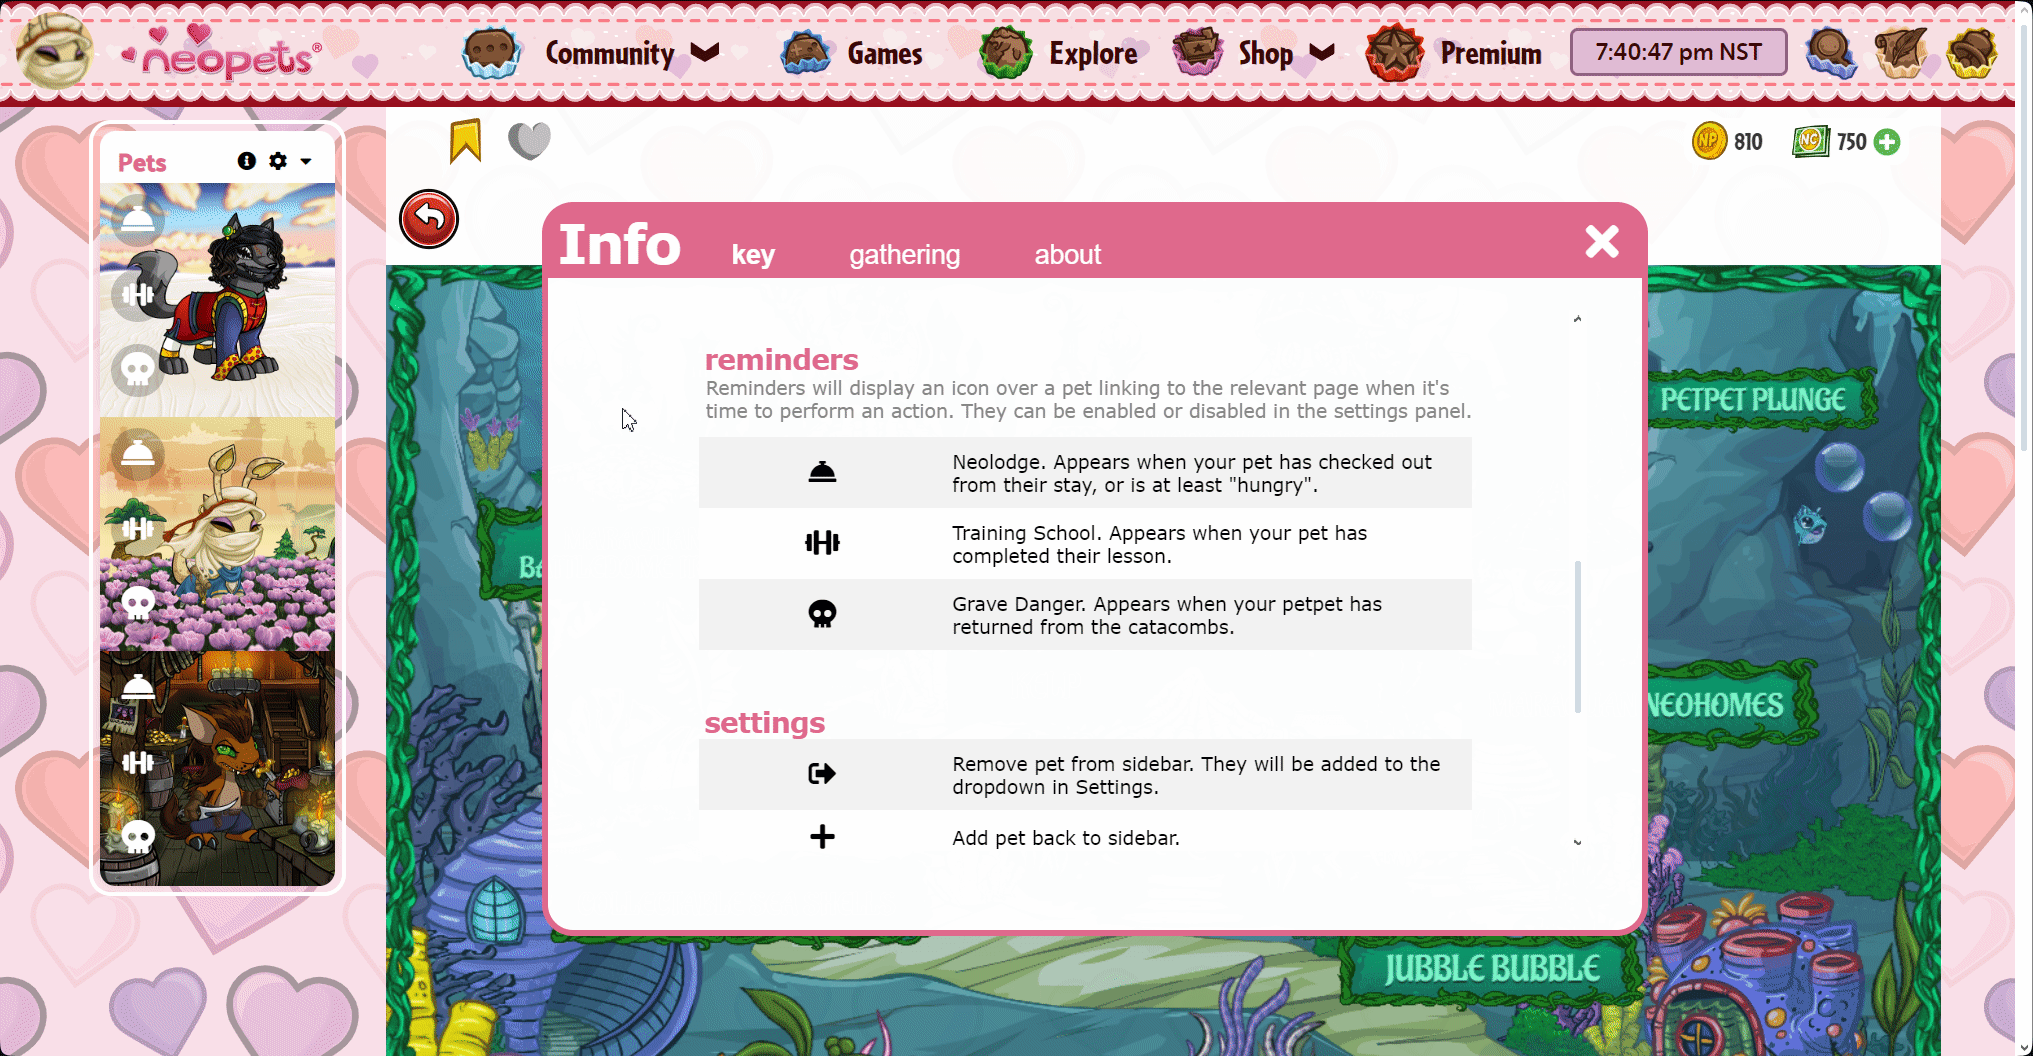 neopets®
Community
Games
Explore
Shop
Premium
7:40:47 pm NST
Pets
NP
810
NC
750
Info
key
gathering
about
reminders
Reminders will display an icon over a pet linking to the relevant page when it's
time to perform an action. They can be enabled or disabled in the settings panel.
Neolodge. Appears when your pet has checked out
from their stay, or is at least "hungry".
Training School. Appears when your pet has
completed their lesson.
Grave Danger. Appears when your petpet has
returned from the catacombs.
settings
Remove pet from sidebar. They will be added to the
dropdown in Settings.
Add pet back to sidebar.
PETPET PLUNGE
NEOHOMES
JUBBLE BUBBLE